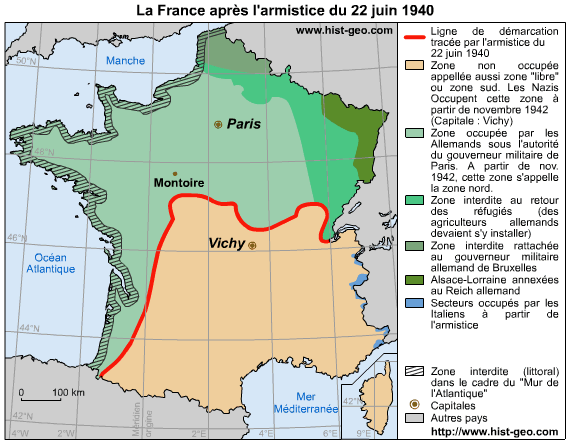 La France après l'armistice du 22 juin 1940
www.hist-geo.com
50°N
Manche
Paris
48°N
Montoire
Vichy
46°N
Océan
Atlantique
44°N
0 100 km
42°N
Méridien
origine
2°E
4°E
6°E
Mer
Méditerranée
42°N
9°E
Ligne de démarcation
tracée par l'armistice du
22 juin 1940
Zone non occupée
appellée aussi zone "libre"
ou zone sud. Les Nazis
Occupent cette zone à
partir de novembre 1942
(Capitale : Vichy)
Zone occupée par les
Allemands sous l'autorité
du gouverneur militaire de
Paris. A partir de nov.
1942, cette zone s'appelle
la zone nord.
Zone interdite au retour
des réfugiés (des
agriculteurs allemands
devaient s'y installer)
Zone interdite rattachée
au gouverneur militaire
allemand de Bruxelles
Alsace-Lorraine annexées
au Reich allemand
Secteurs occupés par les
Italiens à partir de
l'armistice
Zone interdite (littoral)
dans le cadre du "Mur de
l'Atlantique"
Capitales
Autres pays
http://www.hist-geo.com